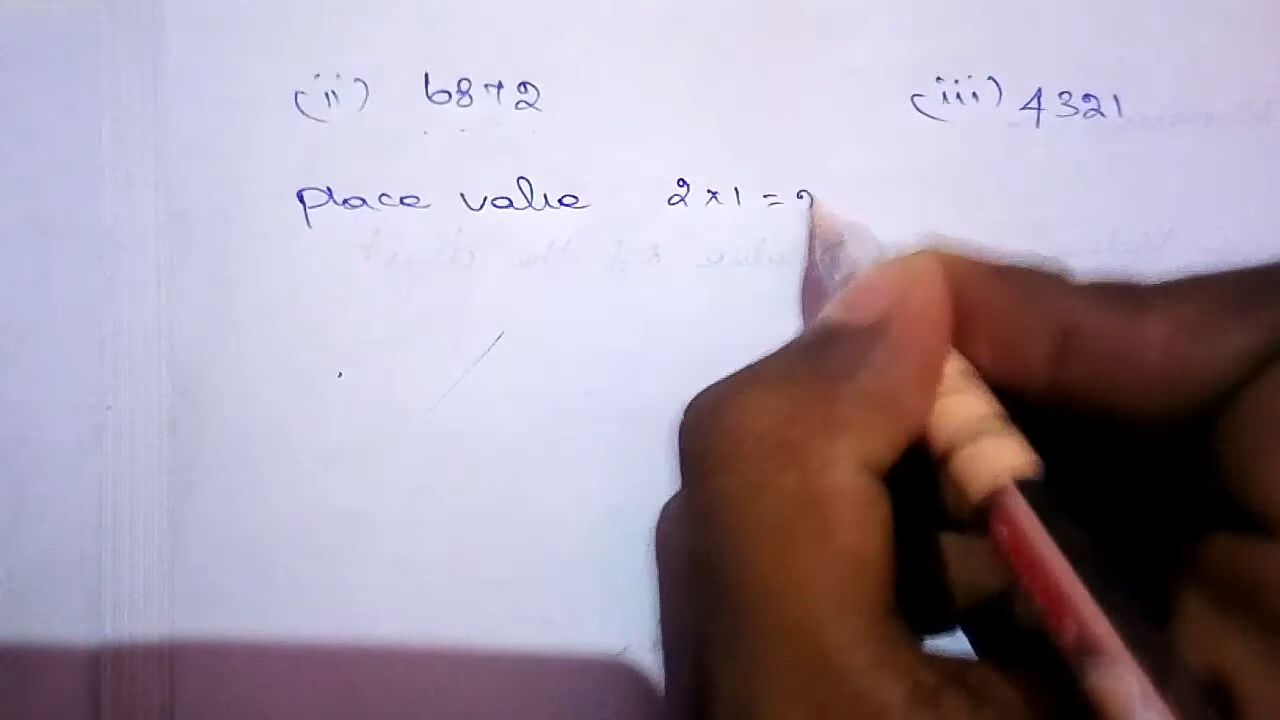 (ii) 6872 (iii) 4321
place value 2 × 1 = 2